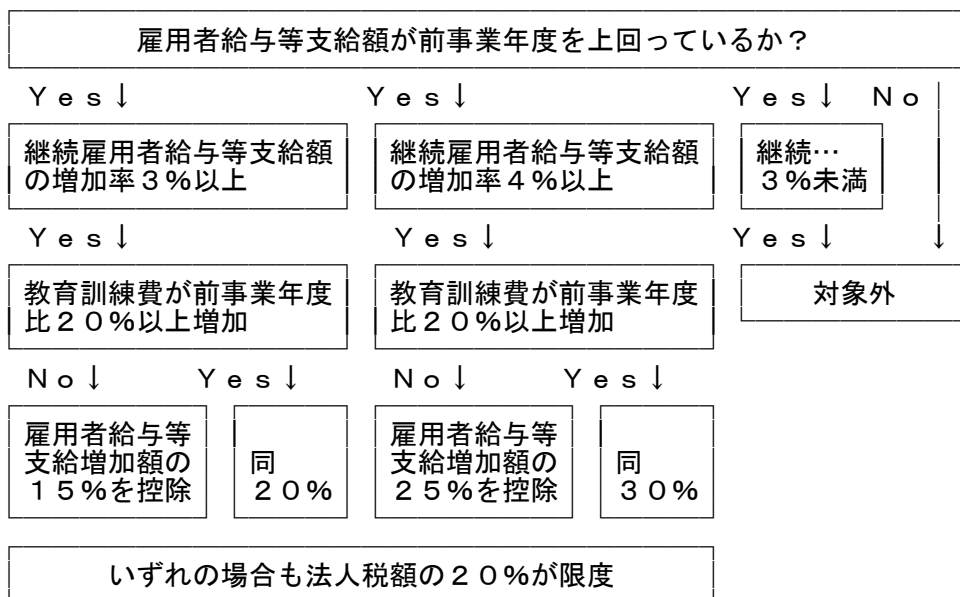 雇用者給与等支給額が前事業年度を上回っているか？
Ｙｅｓ↓ Ｙｅｓ↓ Ｙｅｓ↓ Ｎｏ
継続雇用者給与等支給額 継続雇用者給与等支給額 継続…
の増加率３％以上 の増加率４％以上 ３％未満
Ｙｅｓ↓ Ｙｅｓ↓ Ｙｅｓ↓ ↓
教育訓練費が前事業年度 教育訓練費が前事業年度 対象外
比２０％以上増加 比２０％以上増加
Ｎｏ↓ Ｙｅｓ↓ Ｎｏ↓ Ｙｅｓ↓
雇用者給与等 雇用者給与等
支給増加額の 同 支給増加額の 同
１５％を控除 ２０％ ２５％を控除 ３０％
いずれの場合も法人税額の２０％が限度